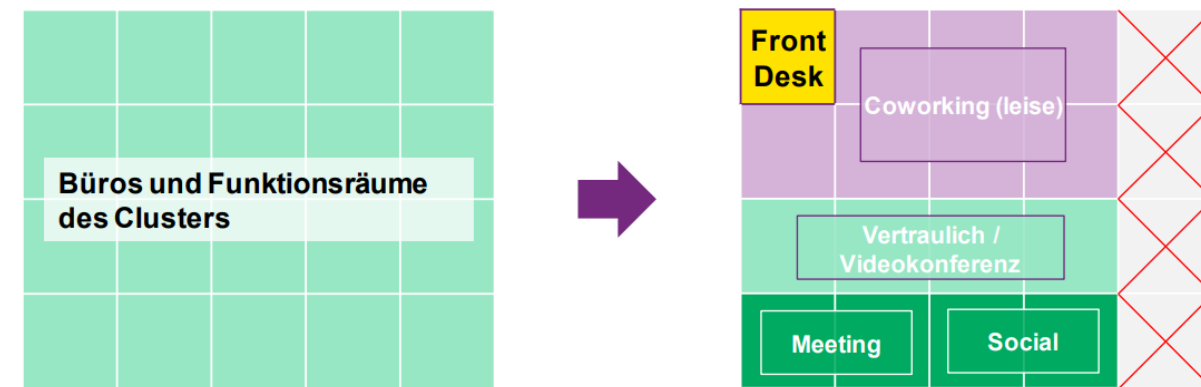 Büros und Funktionsräume
des Clusters
Front
Desk
Coworking (leise)
Vertraulich /
Videokonferenz
Meeting
Social